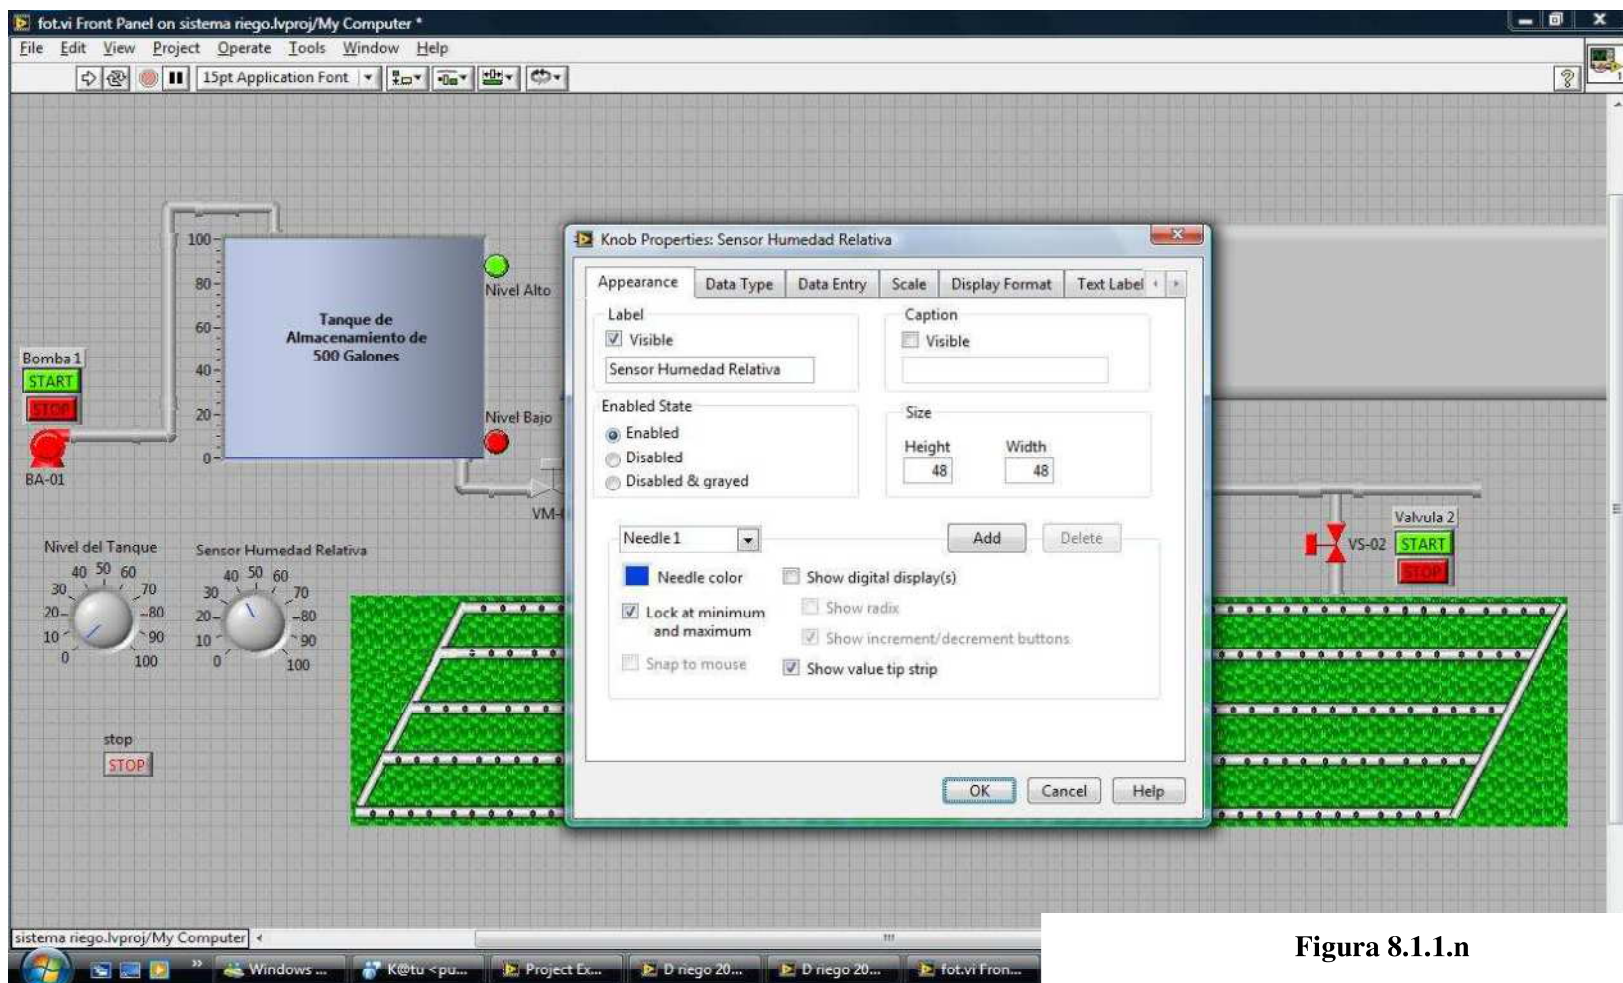 fot.vi Front Panel on sistema riego.lvproj/My Computer *
File Edit View Project Operate Tools Window Help
15pt Application Font
100
80
60
40
20
0
Tanque de
Almacenamiento de
500 Galones
Nivel Alto
Nivel Bajo
Bomba 1
START
STOP
BA-01
Nivel del Tanque
0 10 20 30 40 50 60 70 80 90 100
Sensor Humedad Relativa
0 10 20 30 40 50 60 70 80 90 100
stop
STOP
Knob Properties: Sensor Humedad Relativa
Appearance Data Type Data Entry Scale Display Format Text Label
Label
Visible
Sensor Humedad Relativa
Caption
Visible
Enabled State
Enabled
Disabled
Disabled & grayed
Size
Height Width
48 48
Needle 1
Add Delete
Needle color
Show digital display(s)
Lock at minimum
and maximum
Show radix
Show increment/decrement buttons
Snap to mouse
Show value tip strip
OK Cancel Help
Valvula 2
VS-02
START
STOP
sistema riego.lvproj/My Computer
Windows ... K@tu <pu... Project Ex... D riego 20... D riego 20... fot.vi Fron...
Figura 8.1.1.n